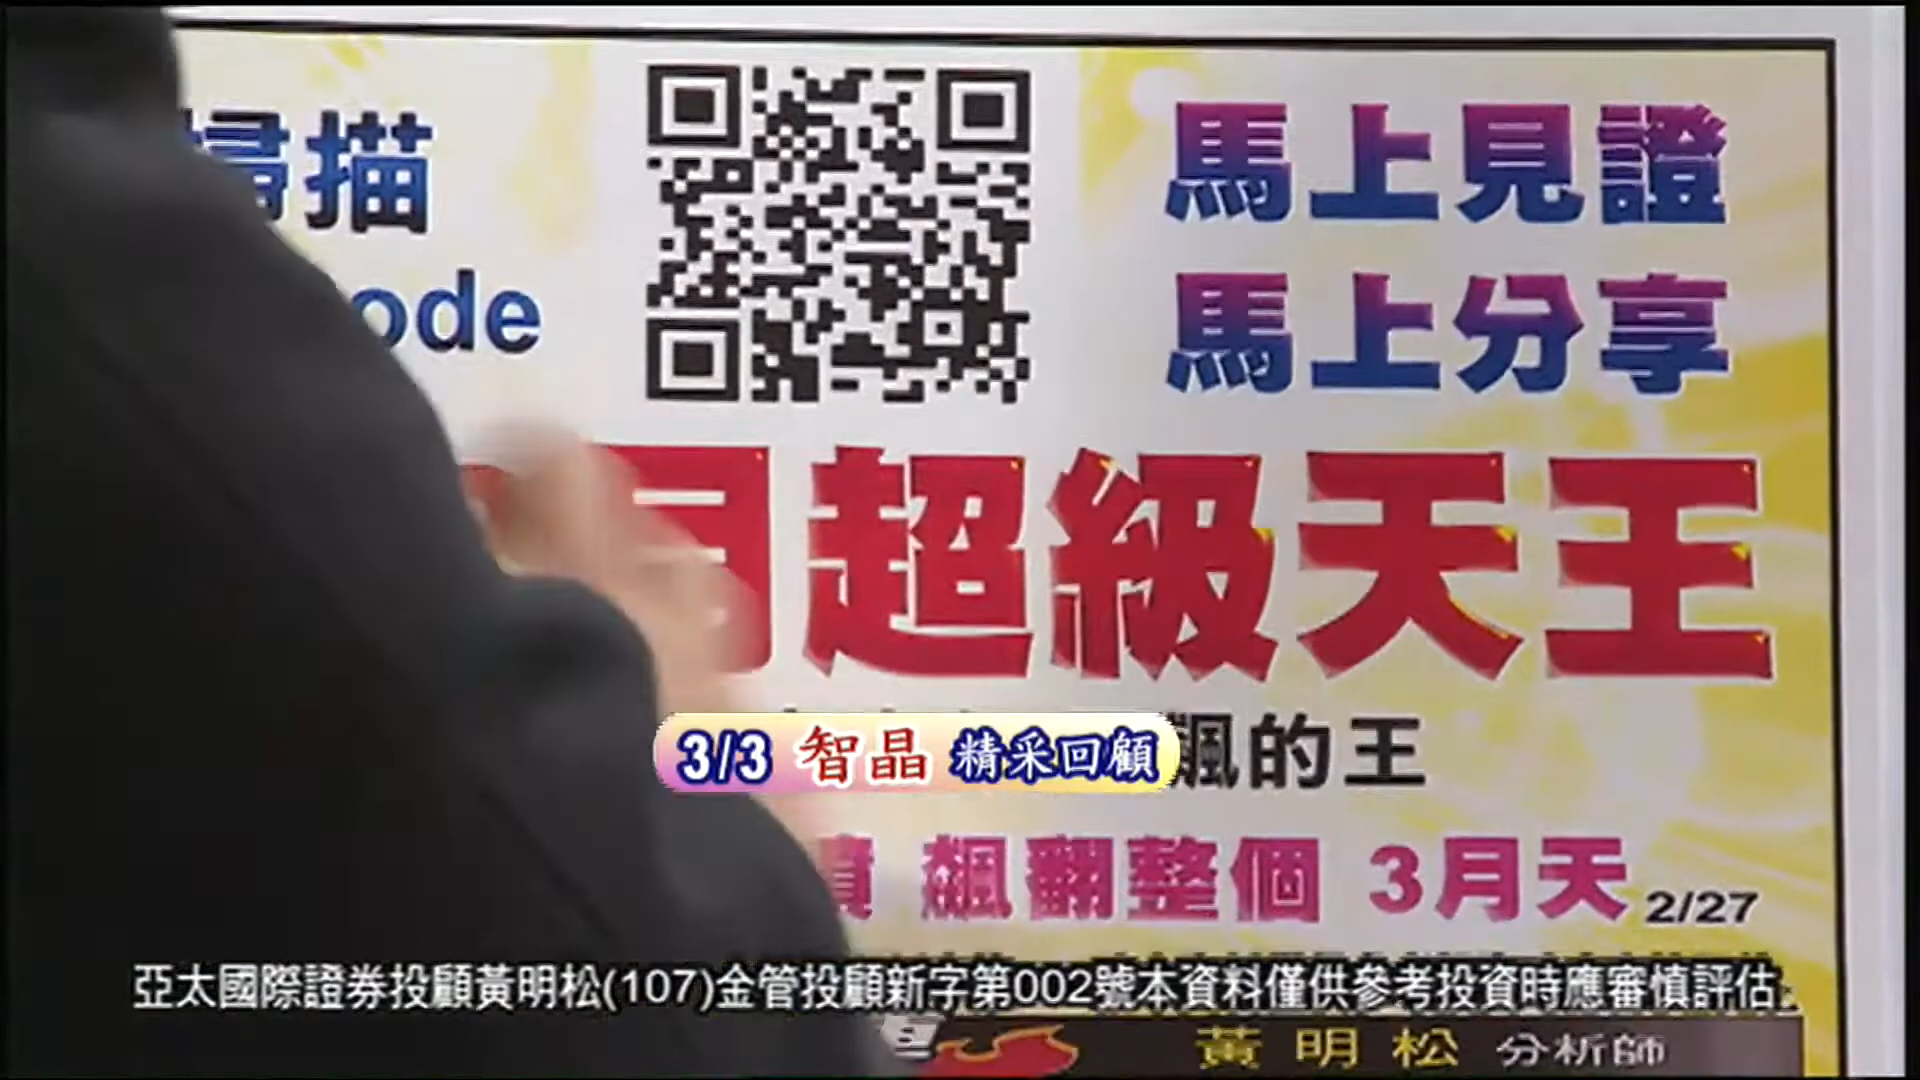 掃描
馬上見證
ode
馬上分享
月超級天王
飆的王
3/3 智晶 精采回顧
噴 飆翻整個 3月天 2/27
亞太國際證券投顧黃明松(107)金管投顧新字第002號本資料僅供參考投資時應審慎評估
黃明松 分析師